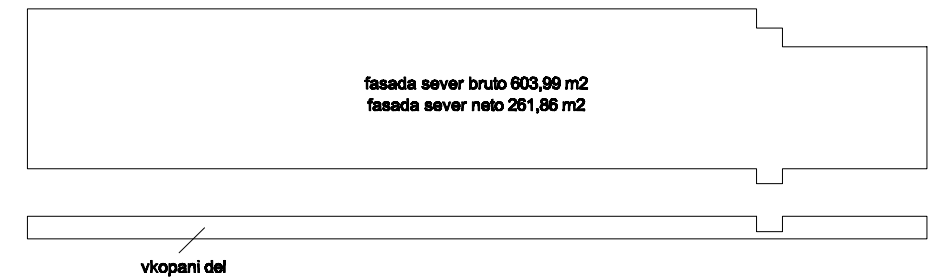 fasada sever bruto 603,99 m2
fasada sever neto 261,86 m2
vkopani del